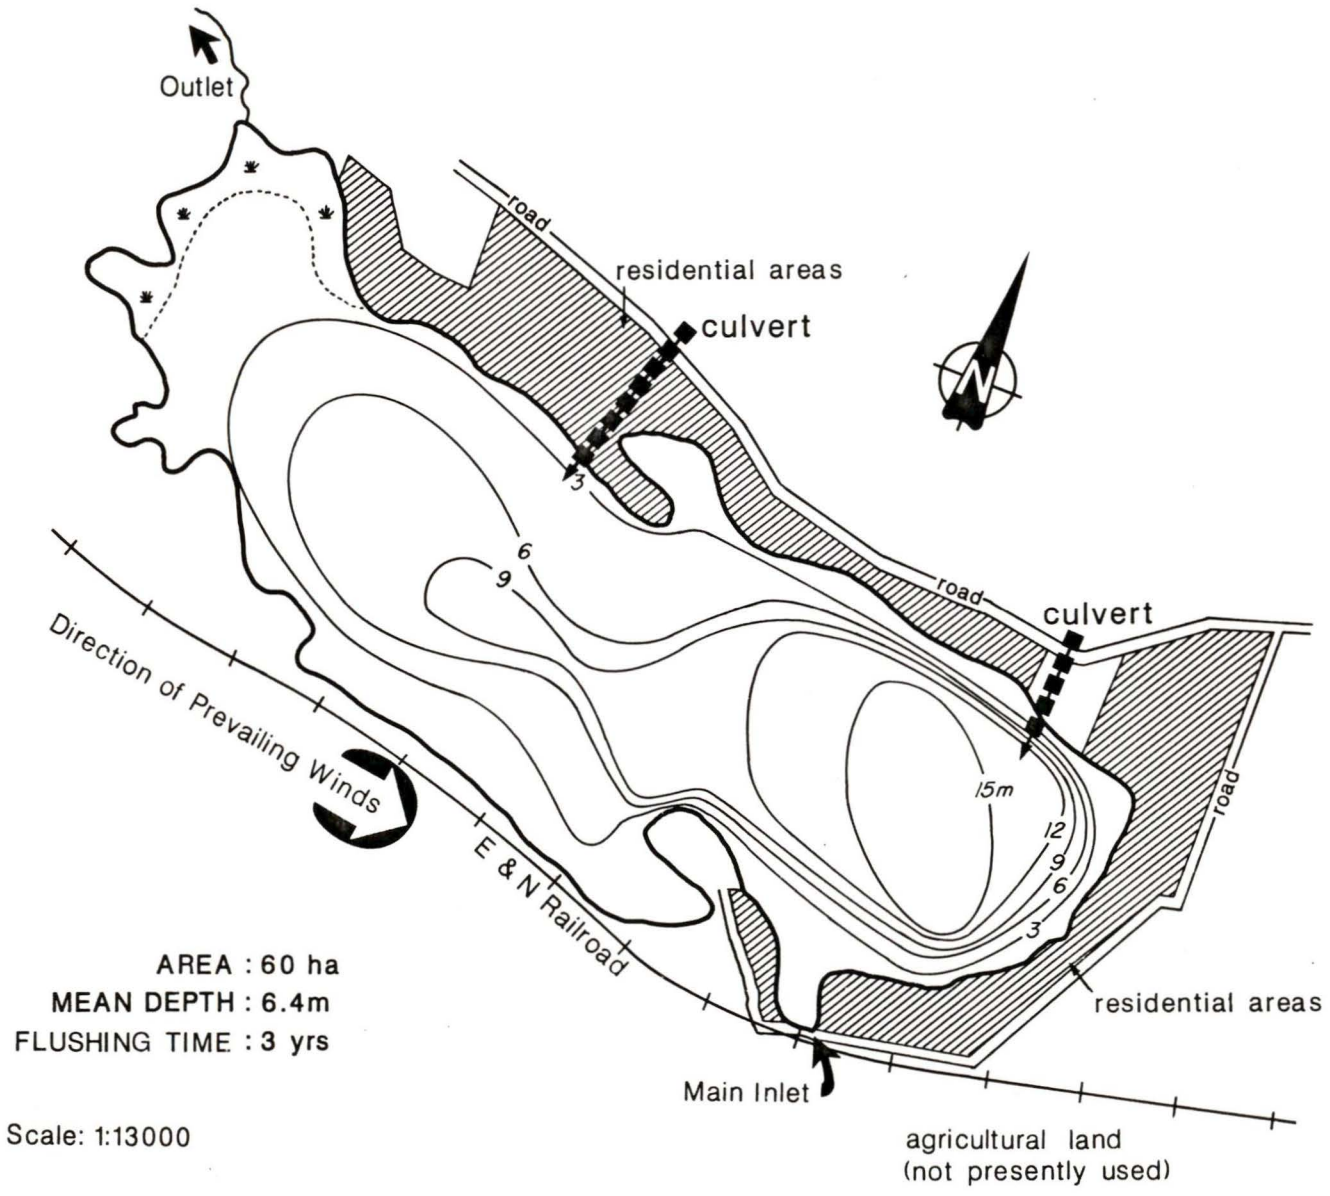 Outlet
road
residential areas
culvert
N
3
6
9
road
culvert
Direction of Prevailing Winds
15m
12
9
6
3
road
E & N Railroad
AREA : 60 ha
MEAN DEPTH : 6.4m
FLUSHING TIME : 3 yrs
residential areas
Main Inlet
Scale: 1:13000
agricultural land
(not presently used)